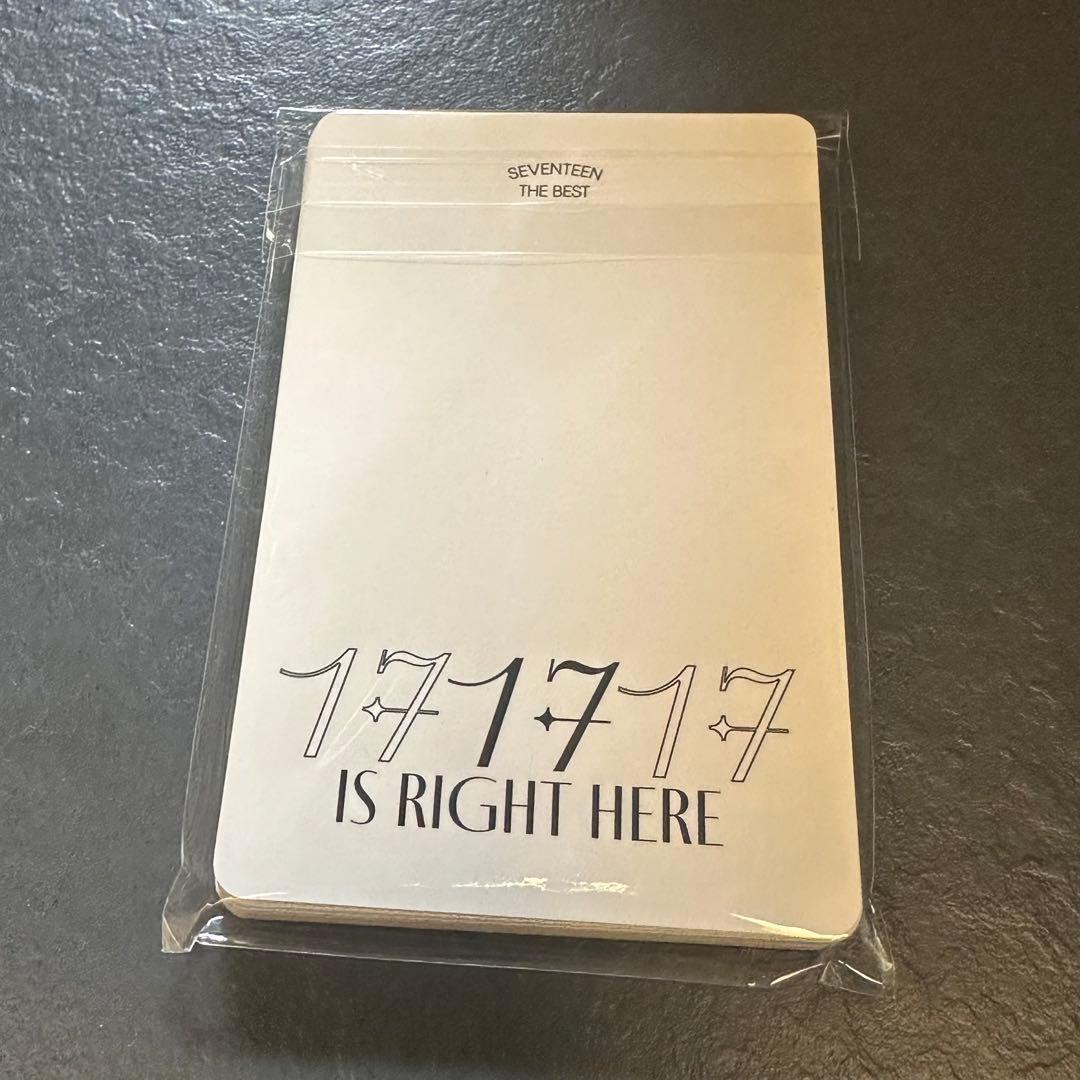 SEVENTEEN
THE BEST
17 17 17
IS RIGHT HERE